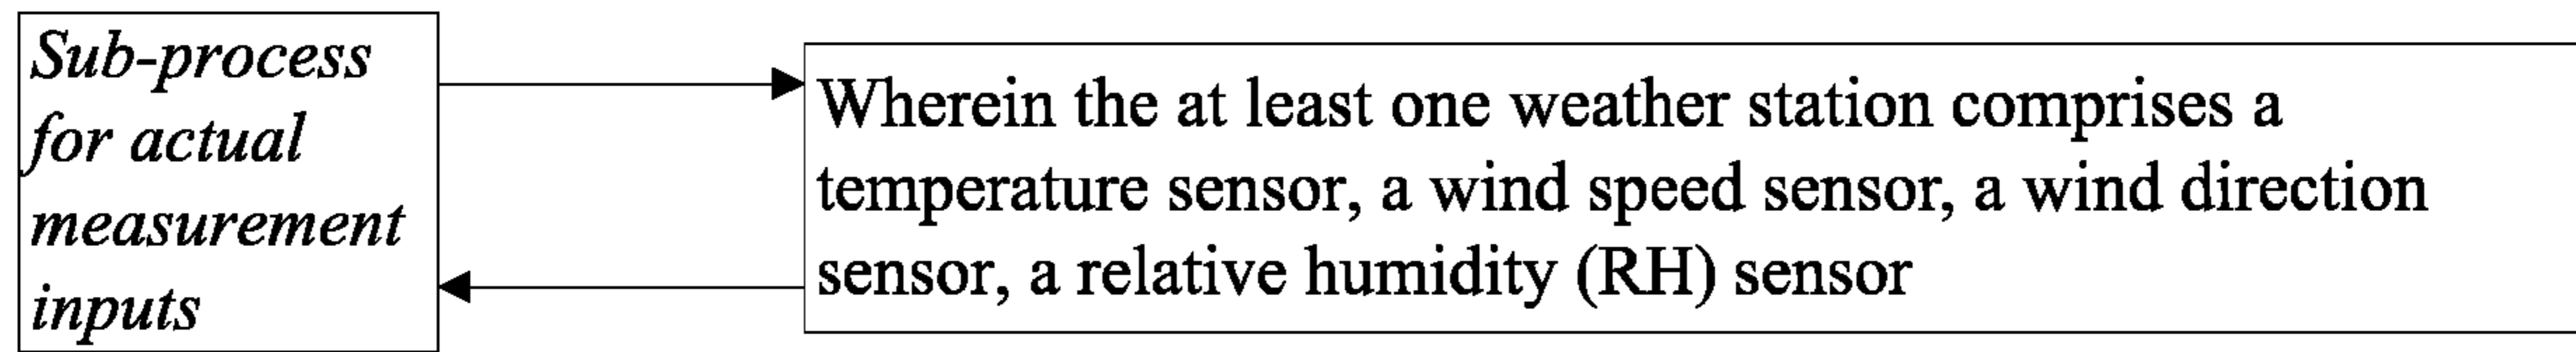 Sub-process
for actual
measurement
inputs
Wherein the at least one weather station comprises a
temperature sensor, a wind speed sensor, a wind direction
sensor, a relative humidity (RH) sensor